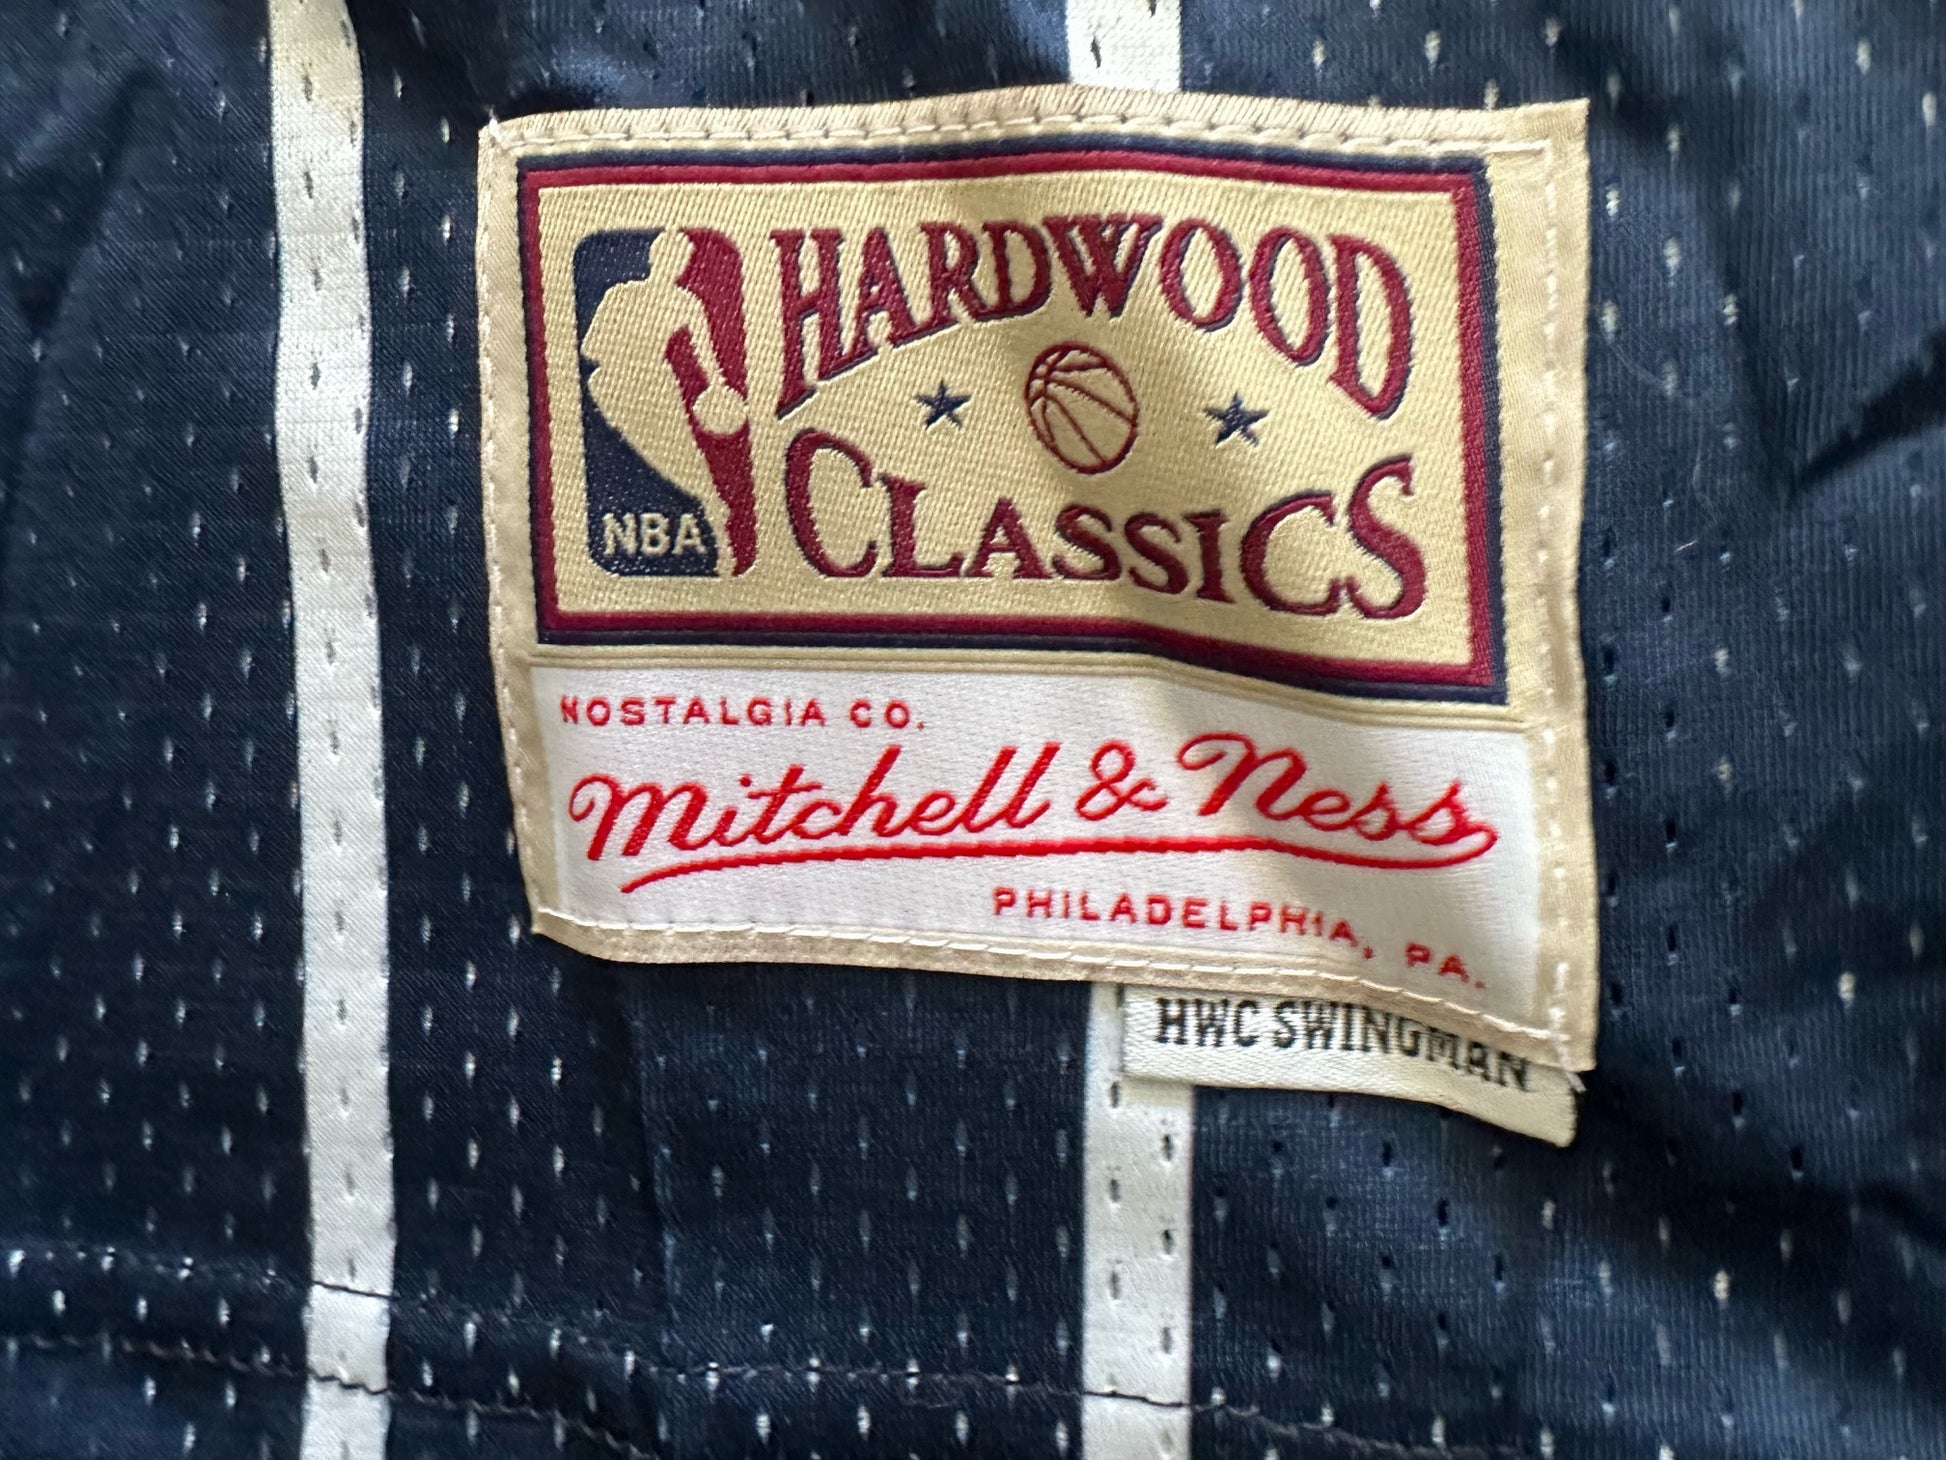 HARDWOOD
CLASSICS
NBA
NOSTALGIA CO.
Mitchell & Ness
PHILADELPHIA, PA.
HWC SWINGMAN